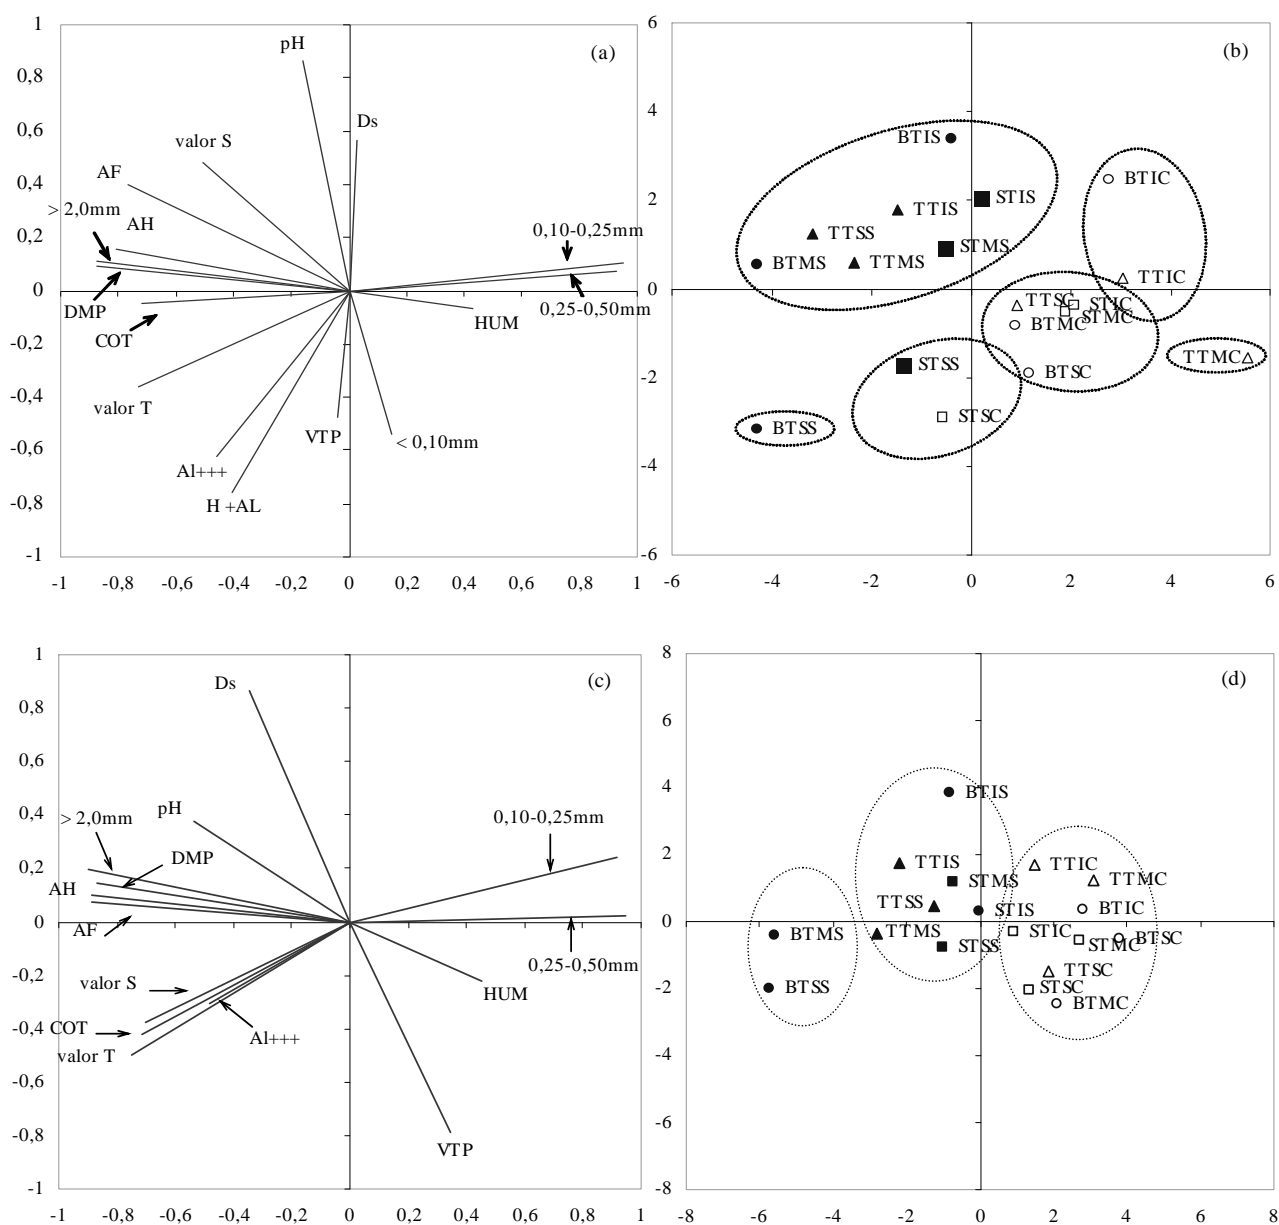 (a)
1
0,8
0,6
0,4
0,2
0
-0,2
-0,4
-0,6
-0,8
-1
-1 -0,8 -0,6 -0,4 -0,2 0 0,2 0,4 0,6 0,8 1
pH
Ds
valor S
AF
> 2,0mm
AH
0,10-0,25mm
DMP
0,25-0,50mm
HUM
COT
valor T
VTP
< 0,10mm
Al+++
H +AL
(b)
6
4
2
0
-2
-4
-6
-6 -4 -2 0 2 4 6
BTIS
BTIC
STIS
TTIS
TTSS
STMS
BTMS
TTMS
TTIC
TTSC
STIC
STMC
BTMC
TTMC
STSS
BTSC
STSC
BTSS
(c)
1
0,8
0,6
0,4
0,2
0
-0,2
-0,4
-0,6
-0,8
-1
-1 -0,8 -0,6 -0,4 -0,2 0 0,2 0,4 0,6 0,8 1
Ds
pH
> 2,0mm
0,10-0,25mm
DMP
AH
AF
0,25-0,50mm
valor S
HUM
COT
Al+++
valor T
VTP
(d)
8
6
4
2
0
-2
-4
-6
-8
-8 -6 -4 -2 0 2 4 6 8
BTIS
TTIS
TTIC
STMS
TTMC
TTSS
STIS
BTIC
BTMS
TTMS
STIC
BTSC
STSS
STMC
TTSC
BTSS
STSC
BTMC